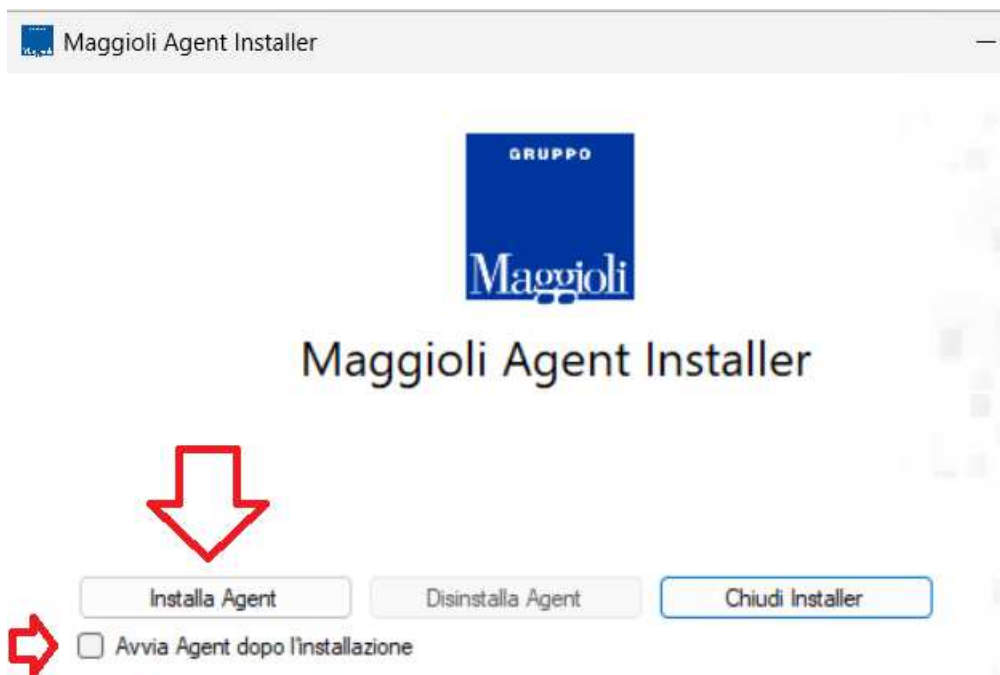 Maggioli Agent Installer
GRUPPO
Maggioli
Maggioli Agent Installer
Installa Agent
Disinstalla Agent
Chiudi Installer
Avvia Agent dopo l'installazione